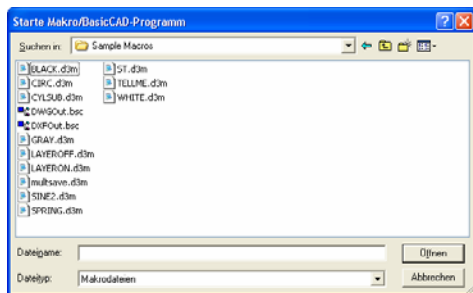 Starte Makro/BasicCAD-Programm
Suchen in: Sample Macros
BLACK.d3m
CIRC.d3m
CYLSUB.d3m
DWGOut.bsc
DXFOut.bsc
GRAY.d3m
LAYEROFF.d3m
LAYERON.d3m
multsave.d3m
SINE2.d3m
SPRING.d3m
ST.d3m
TELLME.d3m
WHITE.d3m
Dateiname: Öffnen
Dateityp: Makrodateien Abbrechen